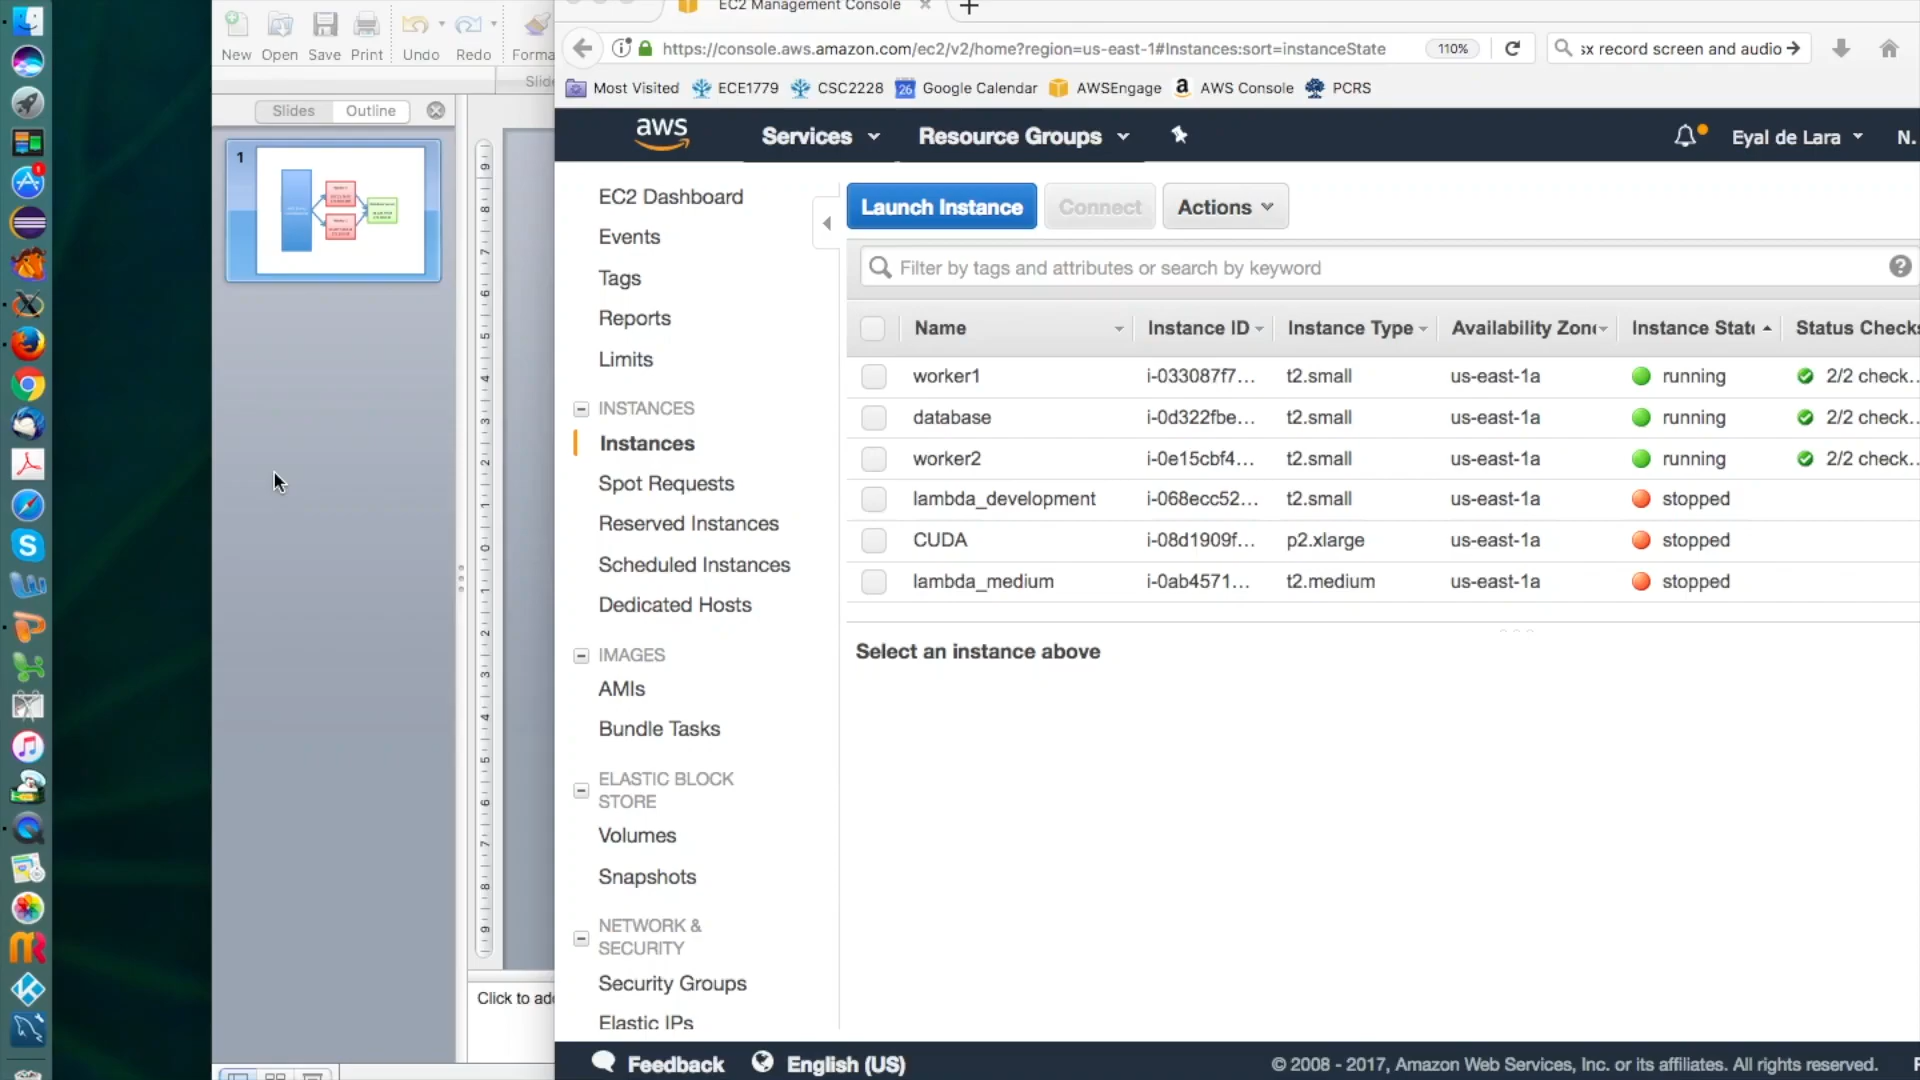 EC2 Management Console
New Open Save Print Undo Redo Forma
https://console.aws.amazon.com/ec2/v2/home?region=us-east-1#Instances:sort=instanceState
110%
sx record screen and audio
Slide
Most Visited ECE1779 CSC2228 26 Google Calendar AWSEngage AWS Console PCRS
Slides Outline
aws Services Resource Groups Eyal de Lara N.
1
EC2 Dashboard
Events
Tags
Reports
Limits
INSTANCES
Instances
Spot Requests
Reserved Instances
Scheduled Instances
Dedicated Hosts
IMAGES
AMIs
Bundle Tasks
ELASTIC BLOCK
STORE
Volumes
Snapshots
NETWORK &
SECURITY
Security Groups
Elastic IPs
Launch Instance Connect Actions
Filter by tags and attributes or search by keyword
Name Instance ID Instance Type Availability Zon Instance Stat Status Checks
worker1 i-033087f7... t2.small us-east-1a running 2/2 check...
database i-0d322fbe... t2.small us-east-1a running 2/2 check...
worker2 i-0e15cbf4... t2.small us-east-1a running 2/2 check...
lambda_development i-068ecc52... t2.small us-east-1a stopped
CUDA i-08d1909f... p2.xlarge us-east-1a stopped
lambda_medium i-0ab4571... t2.medium us-east-1a stopped
Select an instance above
Click to add
Feedback English (US)
© 2008 - 2017, Amazon Web Services, Inc. or its affiliates. All rights reserved.